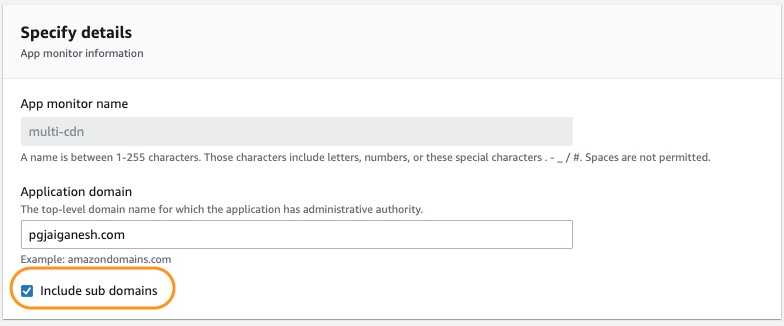 Specify details
App monitor information
App monitor name
multi-cdn
A name is between 1-255 characters. Those characters include letters, numbers, or these special characters . - _ / #. Spaces are not permitted.
Application domain
The top-level domain name for which the application has administrative authority.
pgjaiganesh.com
Example: amazondomains.com
Include sub domains